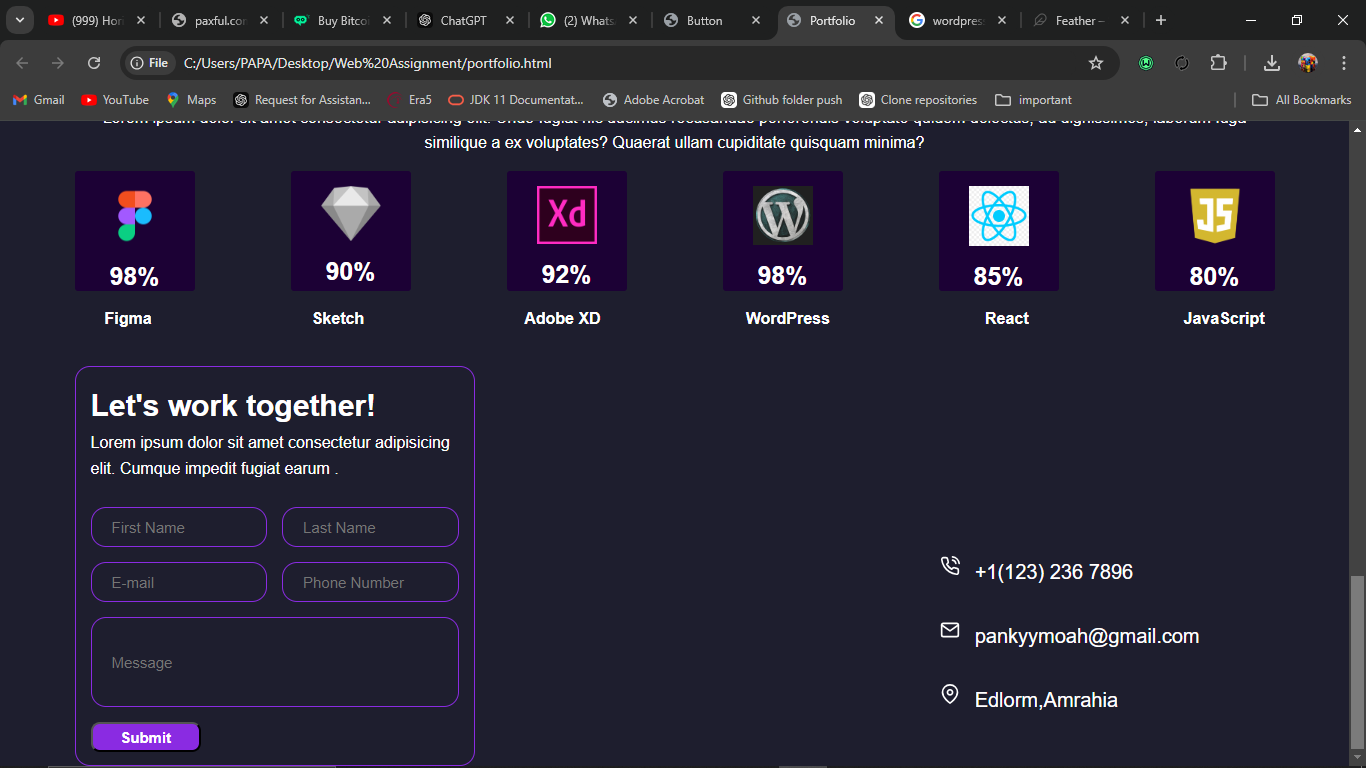 (999) Hor
paxful.co
Buy Bitcoi
ChatGPT
(2) Whats
Button
Portfolio
wordpres
Feather –
File
C:/Users/PAPA/Desktop/Web%20Assignment/portfolio.html
Gmail
YouTube
Maps
Request for Assistan...
Era5
JDK 11 Documentat...
Adobe Acrobat
Github folder push
Clone repositories
important
All Bookmarks
similique a ex voluptates? Quaerat ullam cupiditate quisquam minima?
Xd
W
JS
98%
90%
92%
98%
85%
80%
Figma
Sketch
Adobe XD
WordPress
React
JavaScript
Let's work together!
Lorem ipsum dolor sit amet consectetur adipisicing
elit. Cumque impedit fugiat earum .
First Name
Last Name
E-mail
Phone Number
Message
Submit
+1(123) 236 7896
pankyymoah@gmail.com
Edlorm,Amrahia